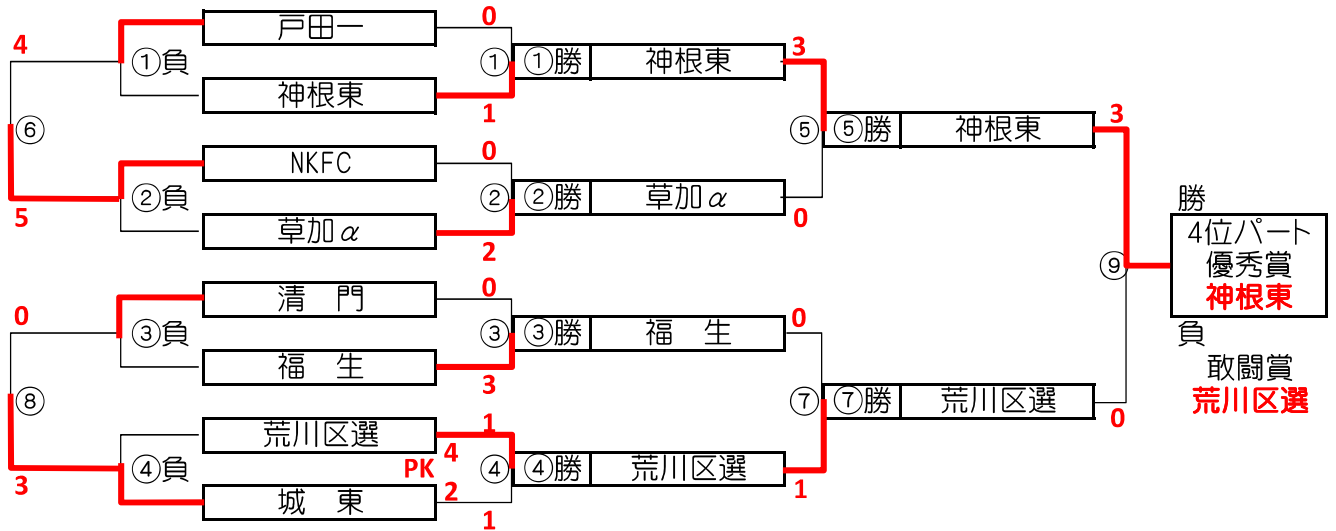 戸田一
0
4
①負
①
①勝
神根東
3
神根東
1
⑥
⑤
⑤勝
神根東
3
NKFC
0
5
②負
②
②勝
草加α
0
草加α
2
勝
4位パート
優秀賞
神根東
⑨
清 門
0
0
③負
③
③勝
福 生
0
福 生
3
負
敢闘賞
荒川区選
⑧
⑦
⑦勝
荒川区選
0
荒川区選
1
4
PK
3
④負
④
④勝
荒川区選
1
城 東
2
1